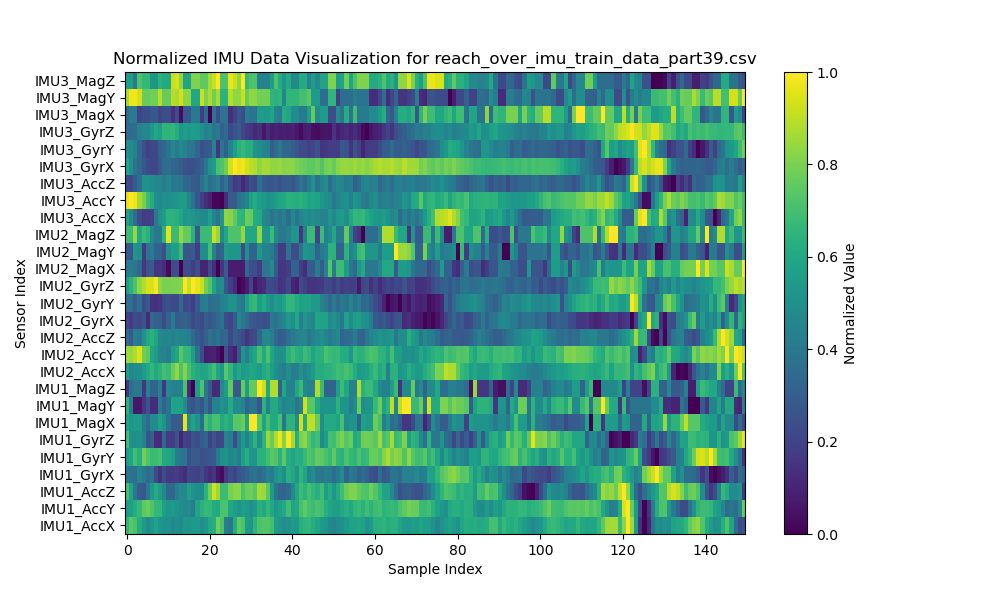 Normalized IMU Data Visualization for reach_over_imu_train_data_part39.csv
IMU3_MagZ
IMU3_MagY
IMU3_MagX
IMU3_GyrZ
IMU3_GyrY
IMU3_GyrX
IMU3_AccZ
IMU3_AccY
IMU3_AccX
IMU2_MagZ
IMU2_MagY
IMU2_MagX
IMU2_GyrZ
IMU2_GyrY
IMU2_GyrX
IMU2_AccZ
IMU2_AccY
IMU2_AccX
IMU1_MagZ
IMU1_MagY
IMU1_MagX
IMU1_GyrZ
IMU1_GyrY
IMU1_GyrX
IMU1_AccZ
IMU1_AccY
IMU1_AccX
Sensor Index
0 20 40 60 80 100 120 140
Sample Index
1.0
0.8
0.6
0.4
0.2
0.0
Normalized Value